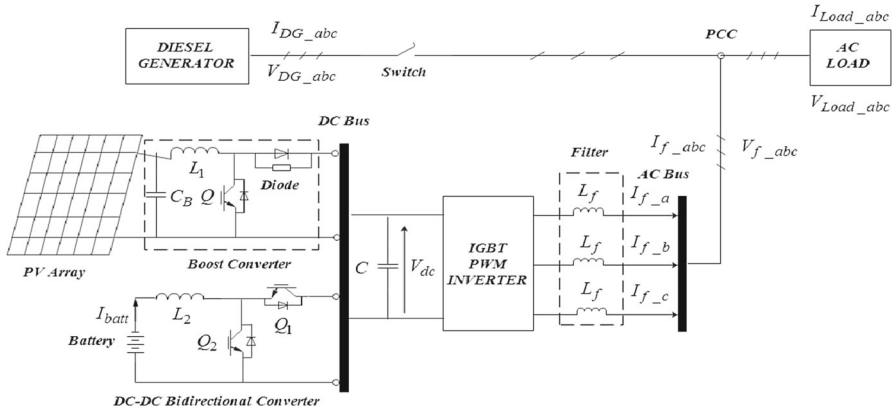 I_DG_abc
I_Load_abc
DIESEL
GENERATOR
PCC
AC
LOAD
V_DG_abc
Switch
V_Load_abc
DC Bus
I_f_abc
V_f_abc
Filter
L_1
Diode
AC Bus
C_B
Q
L_f
I_f_a
Boost Converter
PV Array
C
V_dc
IGBT
PWM
INVERTER
L_f
I_f_b
L_f
I_f_c
I_batt
L_2
Q_1
Battery
Q_2
DC-DC Bidirectional Converter